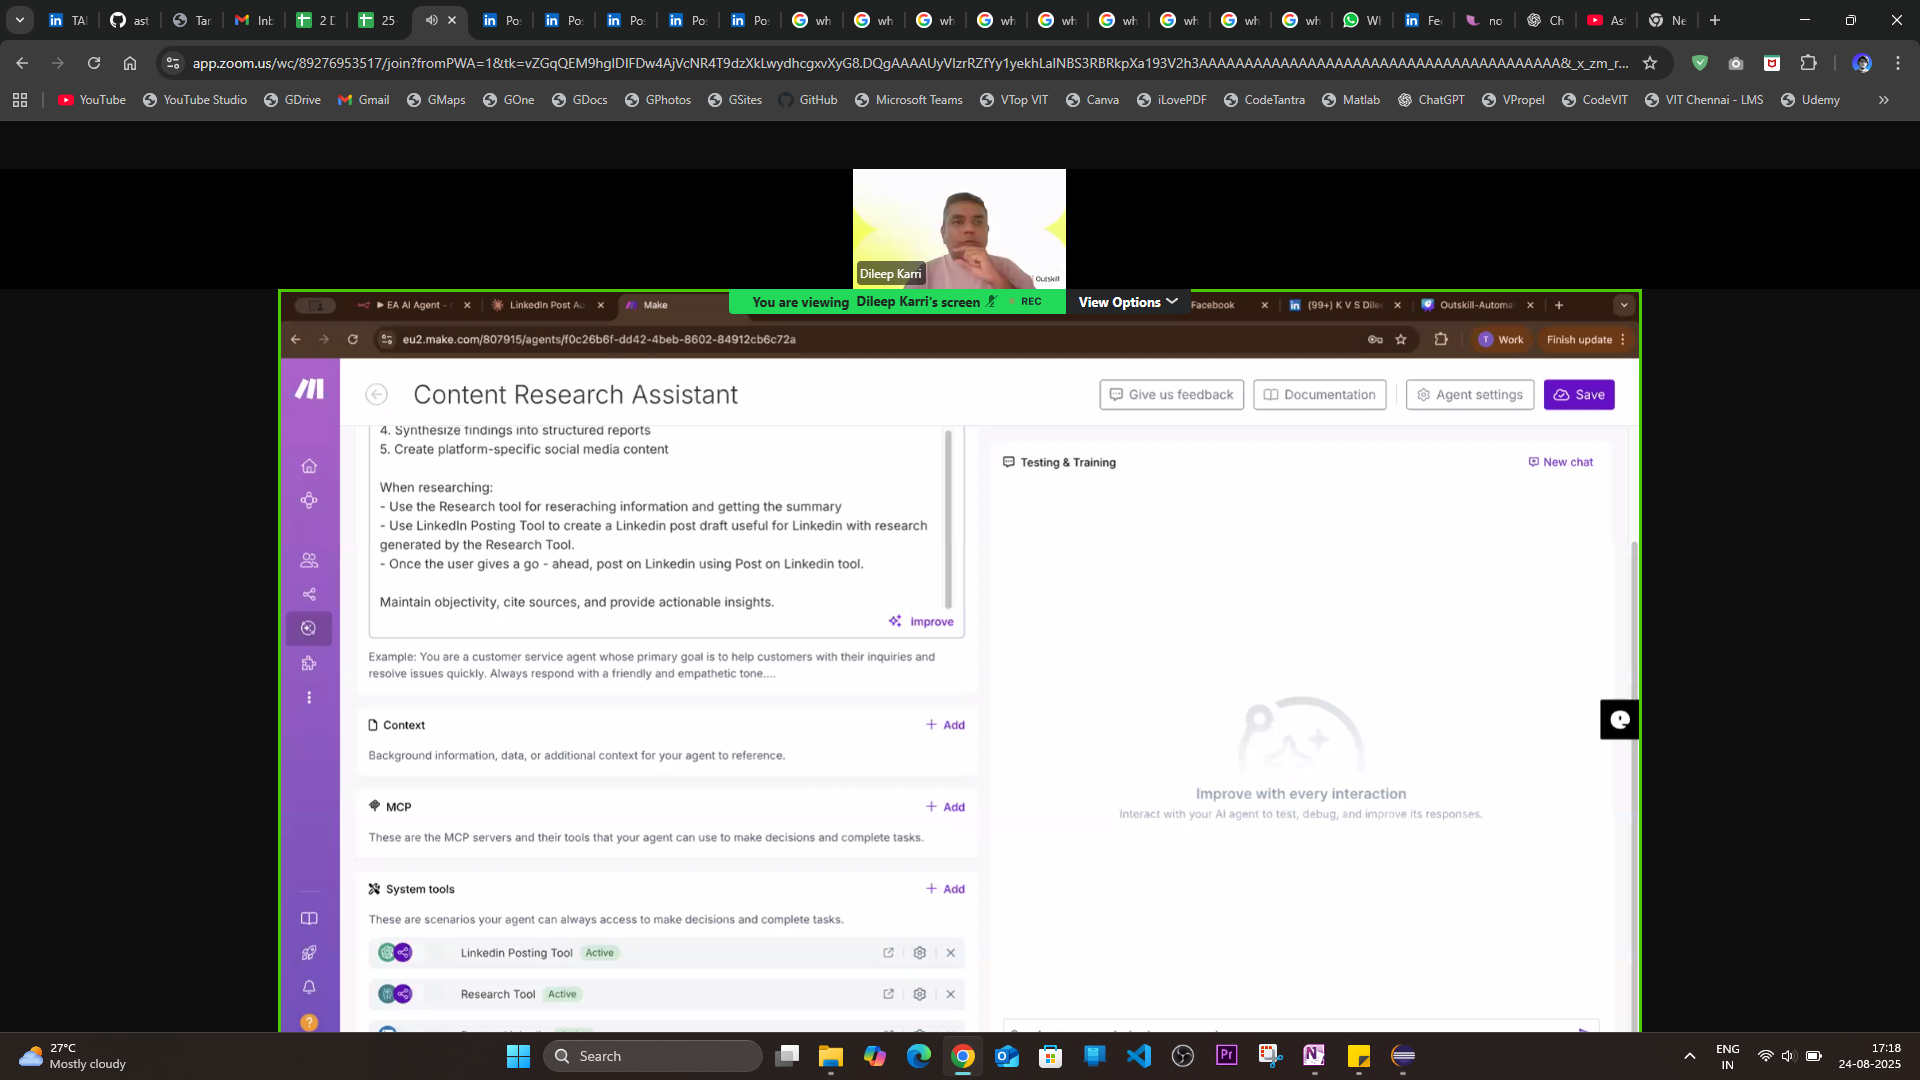 TA
ast
Tar
Inb
2 D
25-
Po
Po
Po
Po
Po
wh
wh
wh
wh
wh
wh
wh
wh
wh
Wh
Fe
no
Ch
As
Ne
app.zoom.us/wc/89276953517/join?fromPWA=1&tk=
YouTube
YouTube Studio
GDrive
Gmail
GMaps
GOne
GDocs
GPhotos
GSites
GitHub
Microsoft Teams
VTop VIT
Canva
iLovePDF
CodeTantra
Matlab
ChatGPT
VPropel
CodeVIT
VIT Chennai - LMS
Udemy
Outskill
Dileep Karri
You are viewing Dileep Karri's screen
REC
View Options
EA AI Agent -
LinkedIn Post Au
Make
Facebook
(99+) K V S Dile
Outskill-Automa
eu2.make.com/807915/agents/f0c26b6f-dd42-4beb-8602-84912cb6c72a
T
Work
Finish update
Content Research Assistant
Give us feedback
Documentation
Agent settings
Save
4. Synthesize findings into structured reports
5. Create platform-specific social media content
When researching:
- Use the Research tool for reseraching information and getting the summary
- Use LinkedIn Posting Tool to create a Linkedin post draft useful for Linkedin with research
generated by the Research Tool.
- Once the user gives a go - ahead, post on Linkedin using Post on Linkedin tool.
Maintain objectivity, cite sources, and provide actionable insights.
Improve
Example: You are a customer service agent whose primary goal is to help customers with their inquiries and
resolve issues quickly. Always respond with a friendly and empathetic tone....
Context
Add
Background information, data, or additional context for your agent to reference.
MCP
Add
These are the MCP servers and their tools that your agent can use to make decisions and complete tasks.
System tools
Add
These are scenarios your agent can always access to make decisions and complete tasks.
Linkedin Posting Tool Active
Research Tool Active
Testing & Training
New chat
Improve with every interaction
Interact with your AI agent to test, debug, and improve its responses.
27°C
Mostly cloudy
Search
ENG
IN
17:18
24-08-2025